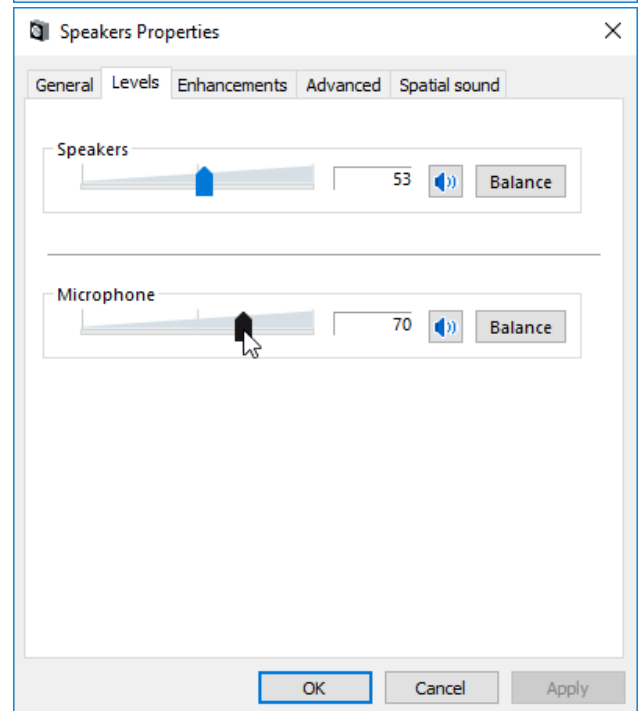 Speakers Properties
General Levels Enhancements Advanced Spatial sound
Speakers
53 Balance
Microphone
70 Balance
OK Cancel Apply